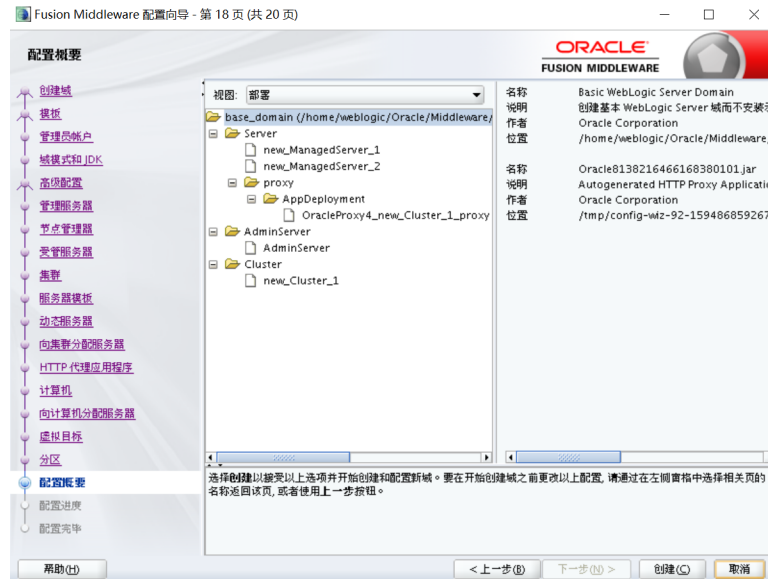 Fusion Middleware 配置向导 - 第 18 页 (共 20 页)
配置概要
ORACLE
FUSION MIDDLEWARE
创建域
模板
管理员帐户
域模式和 JDK
高级配置
管理服务器
节点管理器
受管服务器
集群
服务器模板
动态服务器
向集群分配服务器
HTTP 代理应用程序
计算机
向计算机分配服务器
虚拟目标
分区
配置概要
配置进度
配置完毕
视图: 部署
base_domain (/home/weblogic/Oracle/Middleware/
Server
new_ManagedServer_1
new_ManagedServer_2
proxy
AppDeployment
OracleProxy4_new_Cluster_1_proxy
AdminServer
AdminServer
Cluster
new_Cluster_1
名称 Basic WebLogic Server Domain
说明 创建基本 WebLogic Server 域而不安装示
作者 Oracle Corporation
位置 /home/weblogic/Oracle/Middleware,
名称 Oracle8138216466168380101.jar
说明 Autogenerated HTTP Proxy Applicati
作者 Oracle Corporation
位置 /tmp/config-wiz-92-159486859267
选择创建以接受以上选项并开始创建和配置新域。要在开始创建域之前更改以上配置, 请通过在左侧窗格中选择相关页的
名称返回该页, 或者使用上一步按钮。
帮助(H)
< 上一步(B)
下一步(N) >
创建(C)
取消